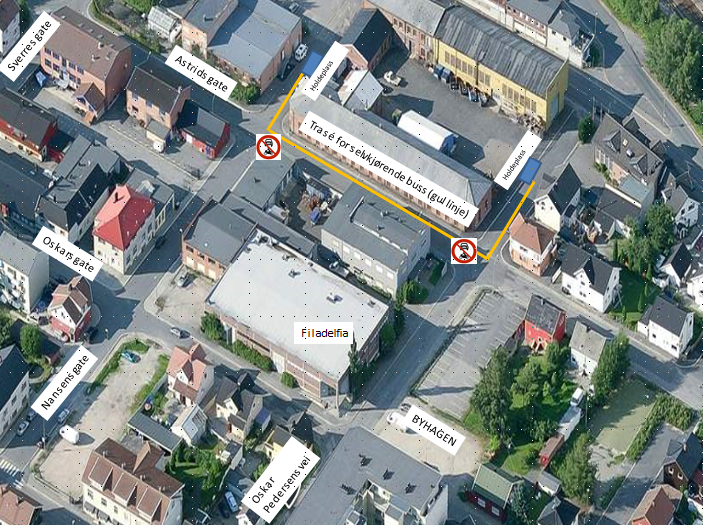 Sverres gate
Astrids gate
Holdeplass
Trasé for selvkjørende buss (gul linje)
Holdeplass
Oskars gate
Filadelfia
Nansens gate
BYHAGEN
Oskar
Pedersens vei